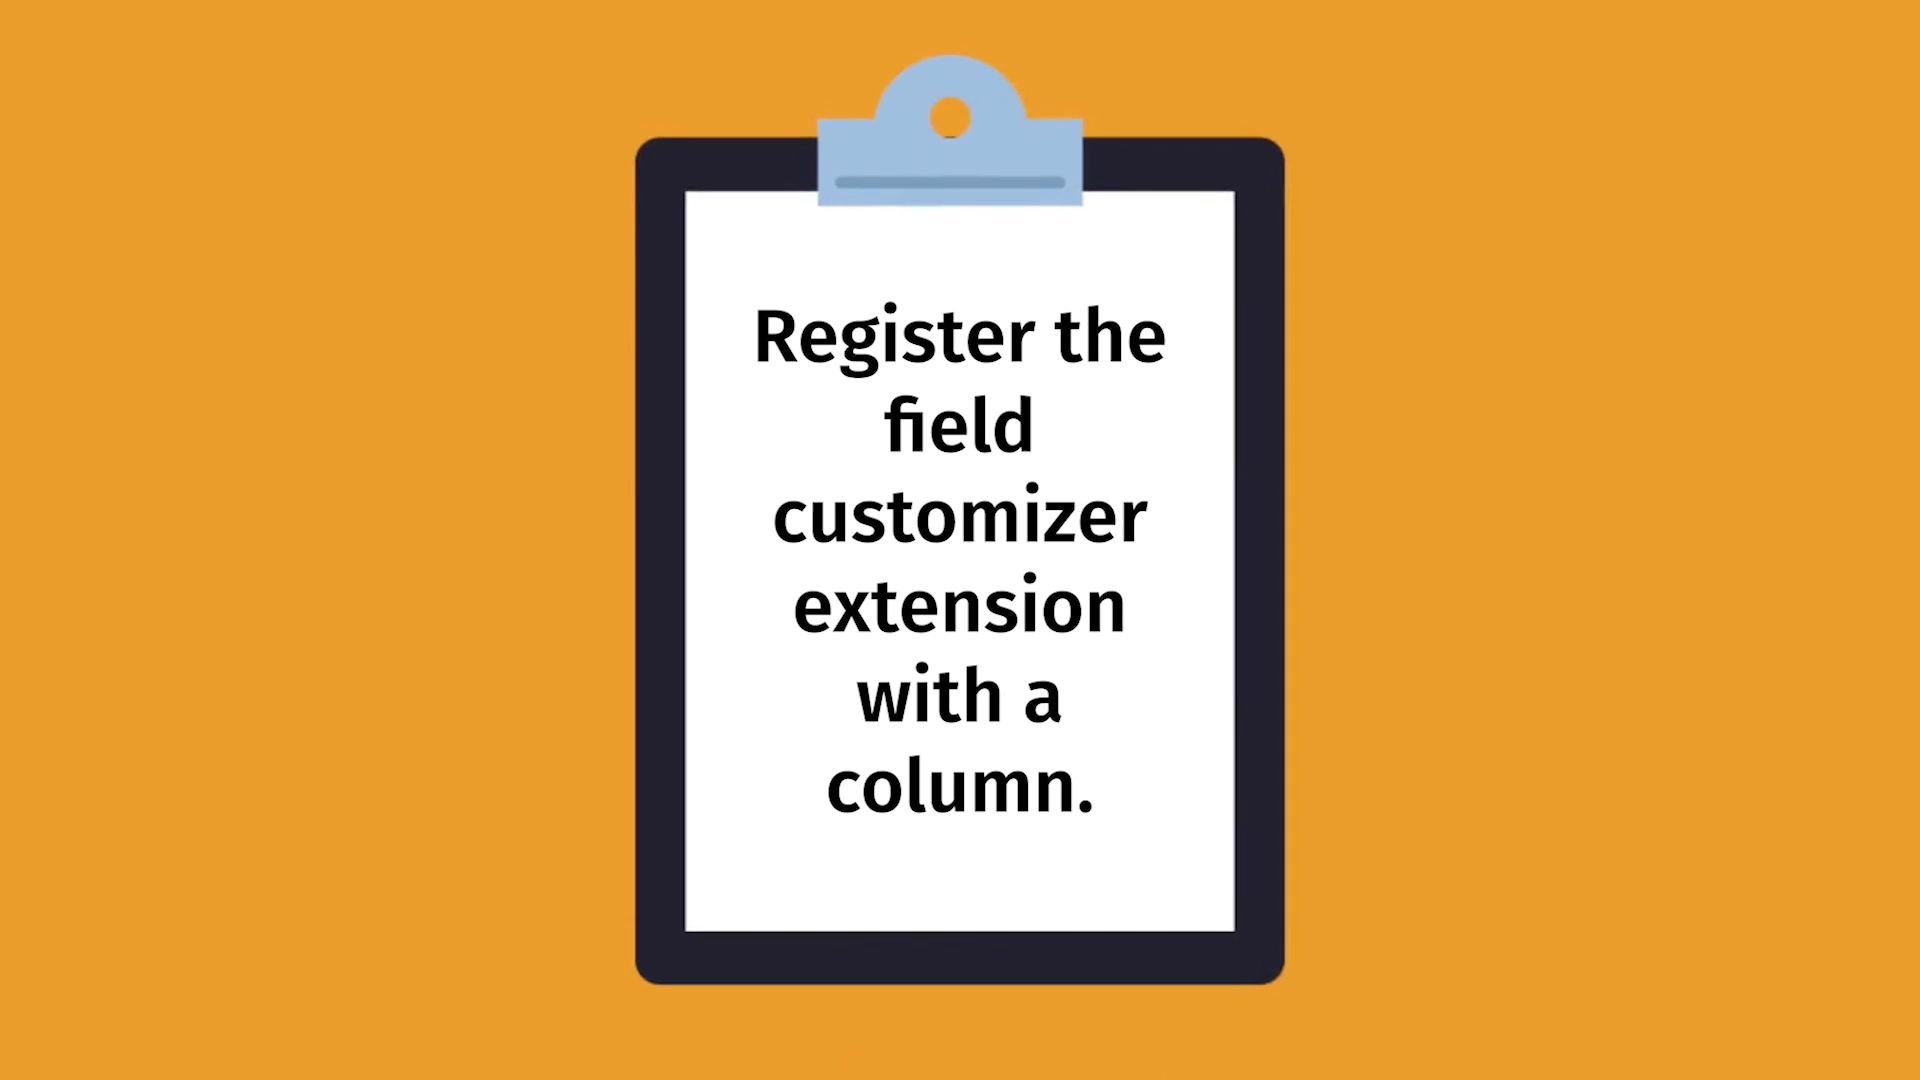 Register the
field
customizer
extension
with a
column.